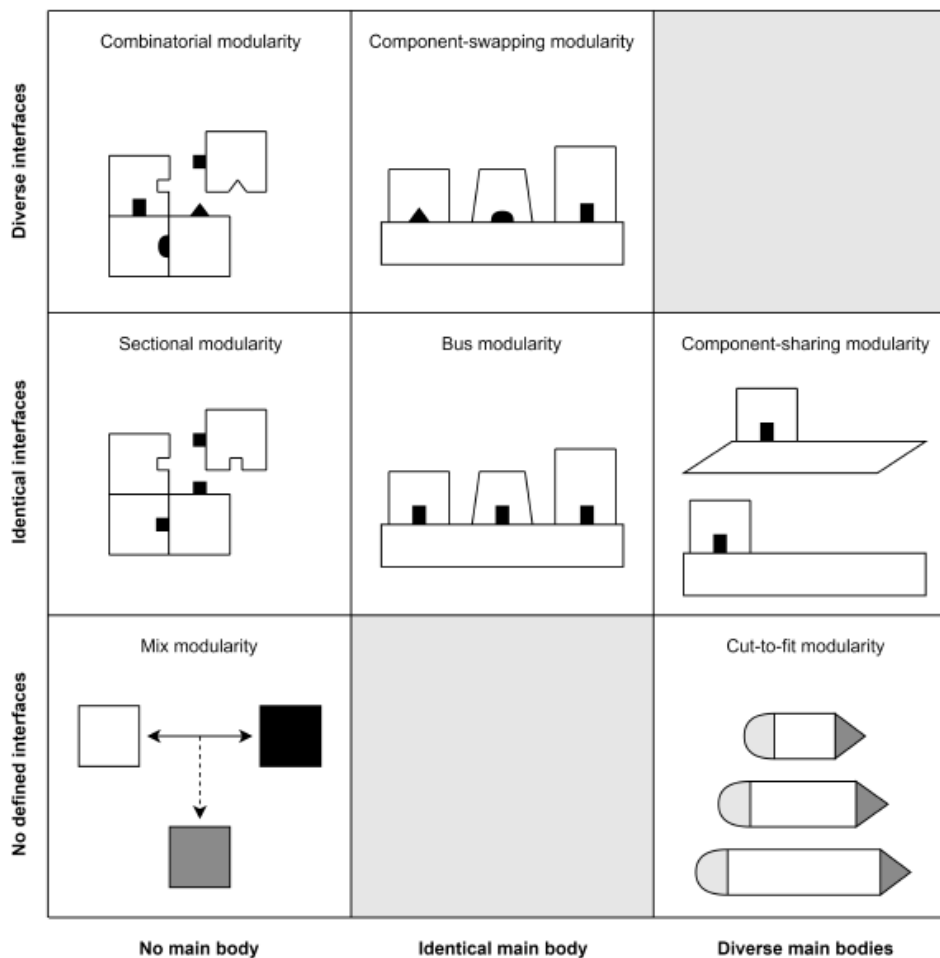 Combinatorial modularity
Component-swapping modularity
Diverse interfaces
Sectional modularity
Bus modularity
Component-sharing modularity
Identical interfaces
Mix modularity
Cut-to-fit modularity
No defined interfaces
No main body
Identical main body
Diverse main bodies